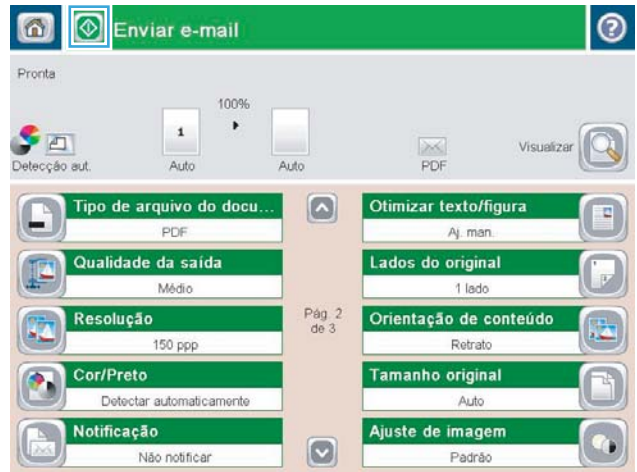 Enviar e-mail
?
Pronta
100%
1
Detecção aut.
Auto
Auto
PDF
Visualizar
Tipo de arquivo do docu...
PDF
Qualidade da saída
Médio
Resolução
150 ppp
Cor/Preto
Detectar automaticamente
Notificação
Não notificar
Pág. 2
de 3
Otimizar texto/figura
Aj. man.
Lados do original
1 lado
Orientação de conteúdo
Retrato
Tamanho original
Auto
Ajuste de imagem
Padrão